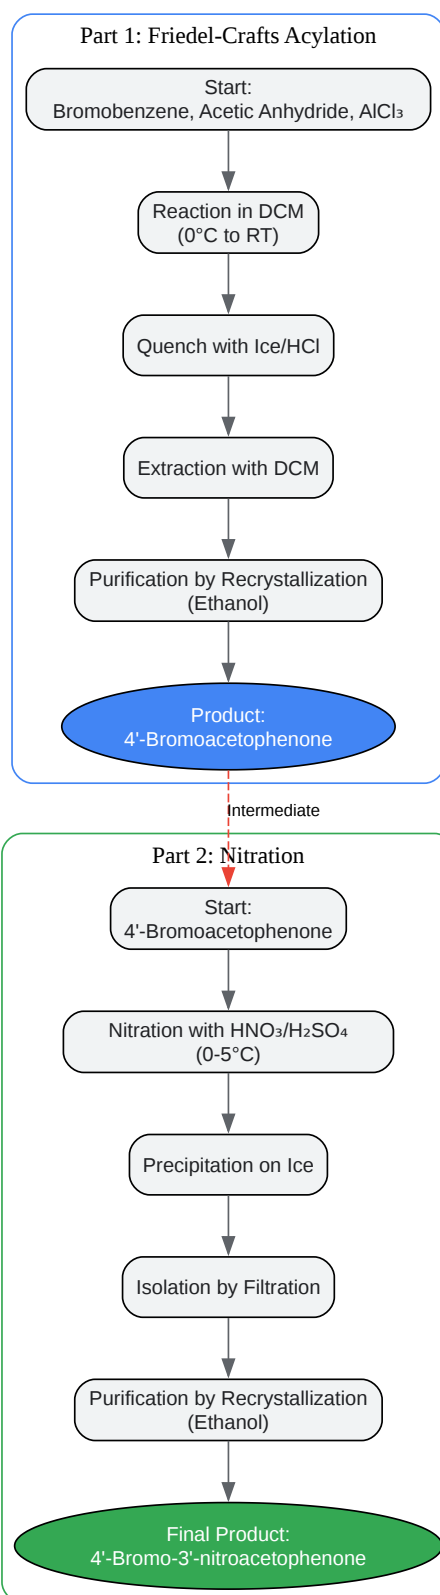 Part 1: Friedel-Crafts Acylation
Start:
Bromobenzene, Acetic Anhydride, AlCl₃
Reaction in DCM
(0°C to RT)
Quench with Ice/HCl
Extraction with DCM
Purification by Recrystallization
(Ethanol)
Product:
4'-Bromoacetophenone
Intermediate
Part 2: Nitration
Start:
4'-Bromoacetophenone
Nitration with HNO₃/H₂SO₄
(0-5°C)
Precipitation on Ice
Isolation by Filtration
Purification by Recrystallization
(Ethanol)
Final Product:
4'-Bromo-3'-nitroacetophenone